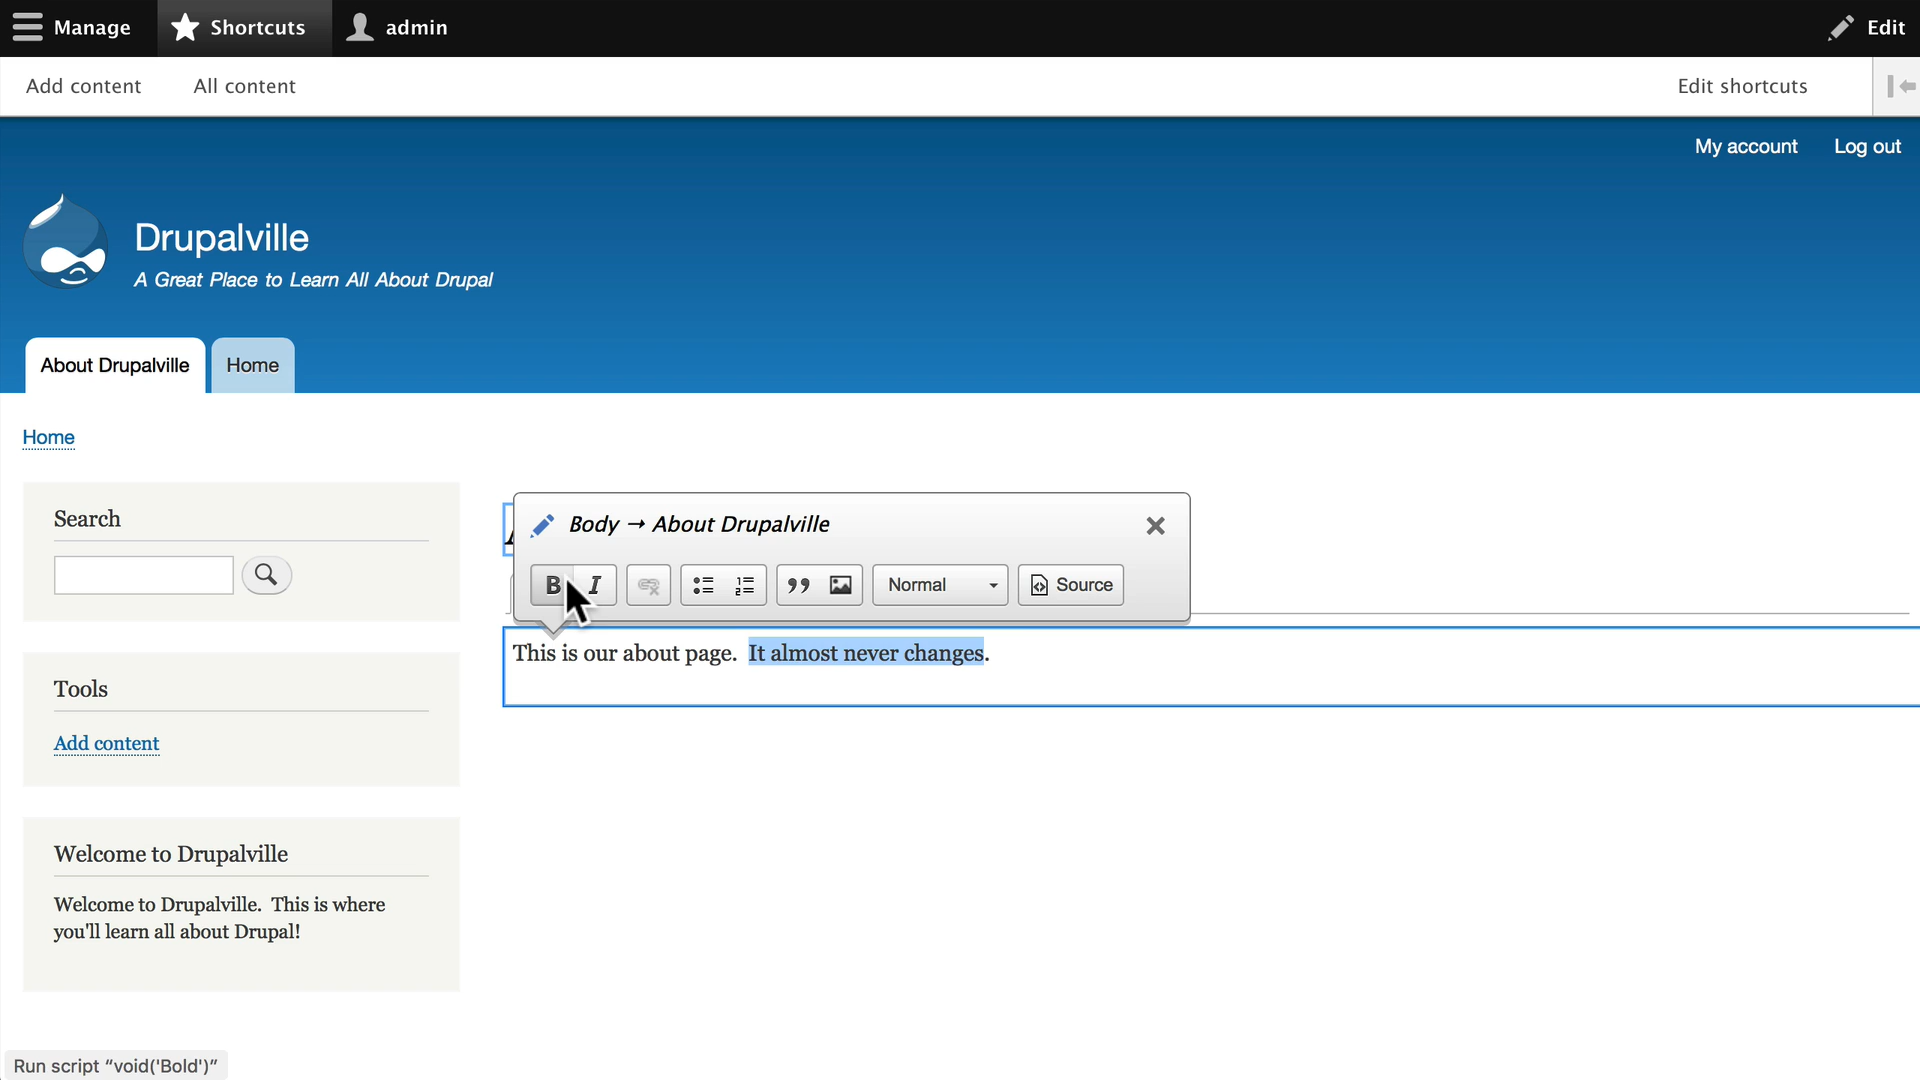 Manage
Shortcuts
admin
Edit
Add content
All content
Edit shortcuts
My account
Log out
Drupalville
A Great Place to Learn All About Drupal
About Drupalville
Home
Home
Search
Body → About Drupalville
B
I
Normal
Source
This is our about page. It almost never changes.
Tools
Add content
Welcome to Drupalville
Welcome to Drupalville. This is where
you'll learn all about Drupal!
Run script “void('Bold')”